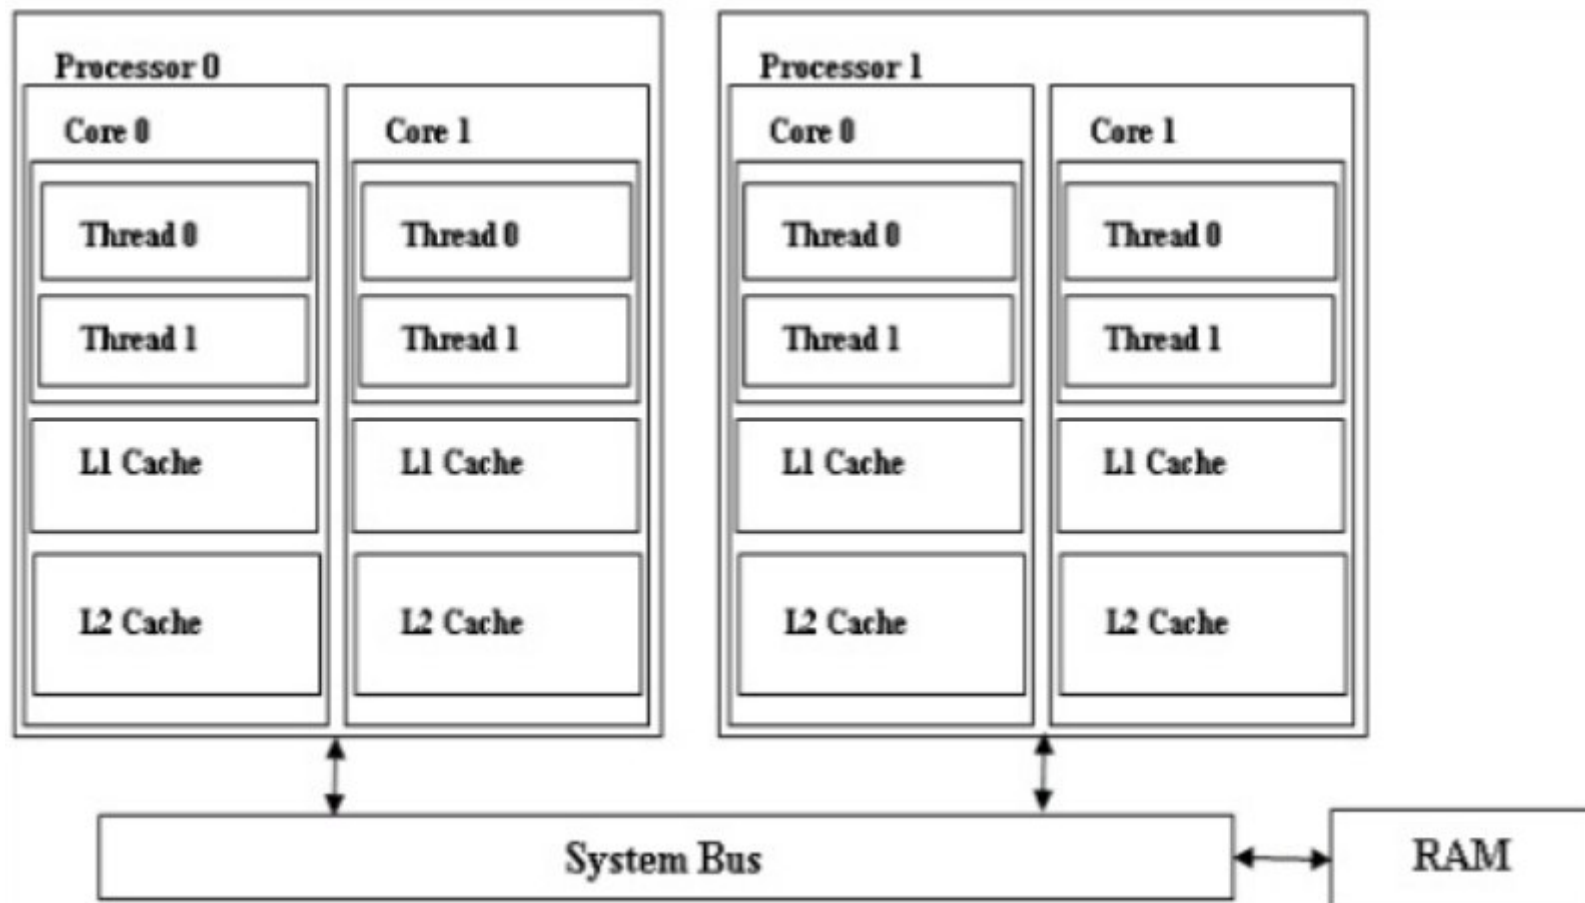 Processor 0
Core 0
Thread 0
Thread 1
L1 Cache
L2 Cache
Core 1
Thread 0
Thread 1
L1 Cache
L2 Cache
Processor 1
Core 0
Thread 0
Thread 1
L1 Cache
L2 Cache
Core 1
Thread 0
Thread 1
L1 Cache
L2 Cache
System Bus
RAM